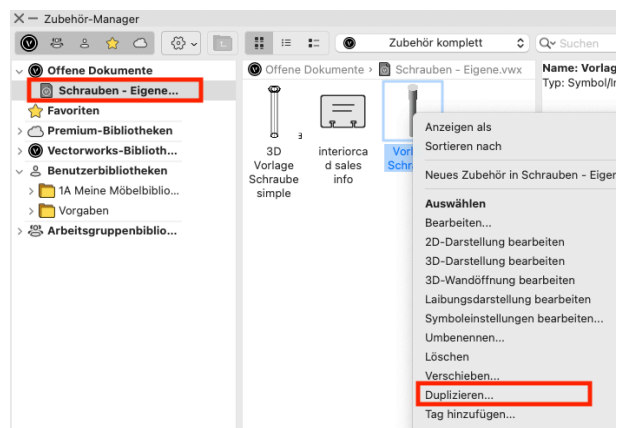 Zubehör-Manager
Zubehör komplett
Suchen
Offene Dokumente
Schrauben - Eigene...
Favoriten
Premium-Bibliotheken
Vectorworks-Biblioth...
Benutzerbibliotheken
1A Meine Möbelbiblio...
Vorgaben
Arbeitsgruppenbiblio...
Offene Dokumente › Schrauben - Eigene.vwx
3D
Vorlage
Schraube
simple
interiorca
d sales
info
Name: Vorlag
Typ: Symbol/Ir
Anzeigen als
Sortieren nach
Neues Zubehör in Schrauben - Eiger
Auswählen
Bearbeiten...
2D-Darstellung bearbeiten
3D-Darstellung bearbeiten
3D-Wandöffnung bearbeiten
Laibungsdarstellung bearbeiten
Symboleinstellungen bearbeiten...
Umbenennen...
Löschen
Verschieben...
Duplizieren...
Tag hinzufügen...